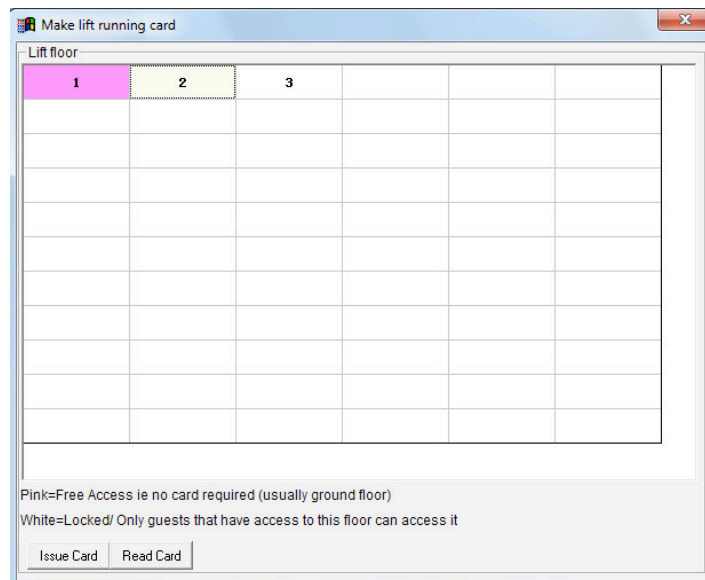 Make lift running card
Lift floor
1 2 3
Pink=Free Access ie no card required (usually ground floor)
White=Locked/ Only guests that have access to this floor can access it
Issue Card Read Card